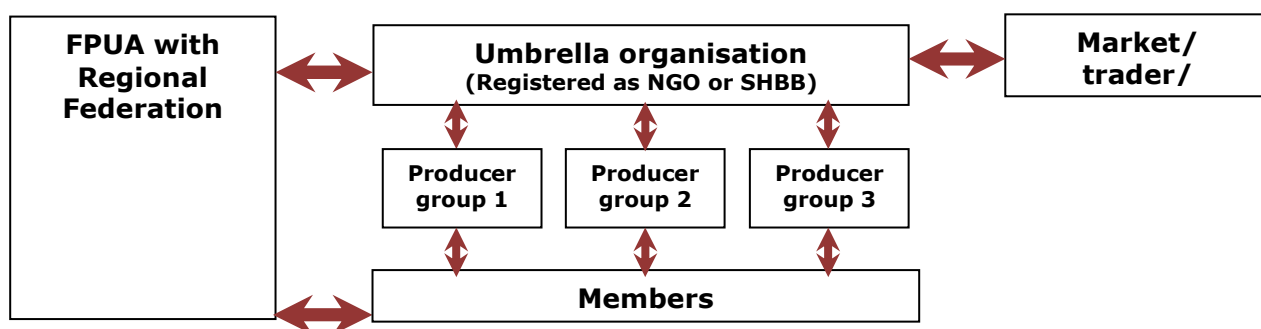 FPUA with
Regional
Federation
Umbrella organisation
(Registered as NGO or SHBB)
Market/
trader/
Producer
group 1
Producer
group 2
Producer
group 3
Members